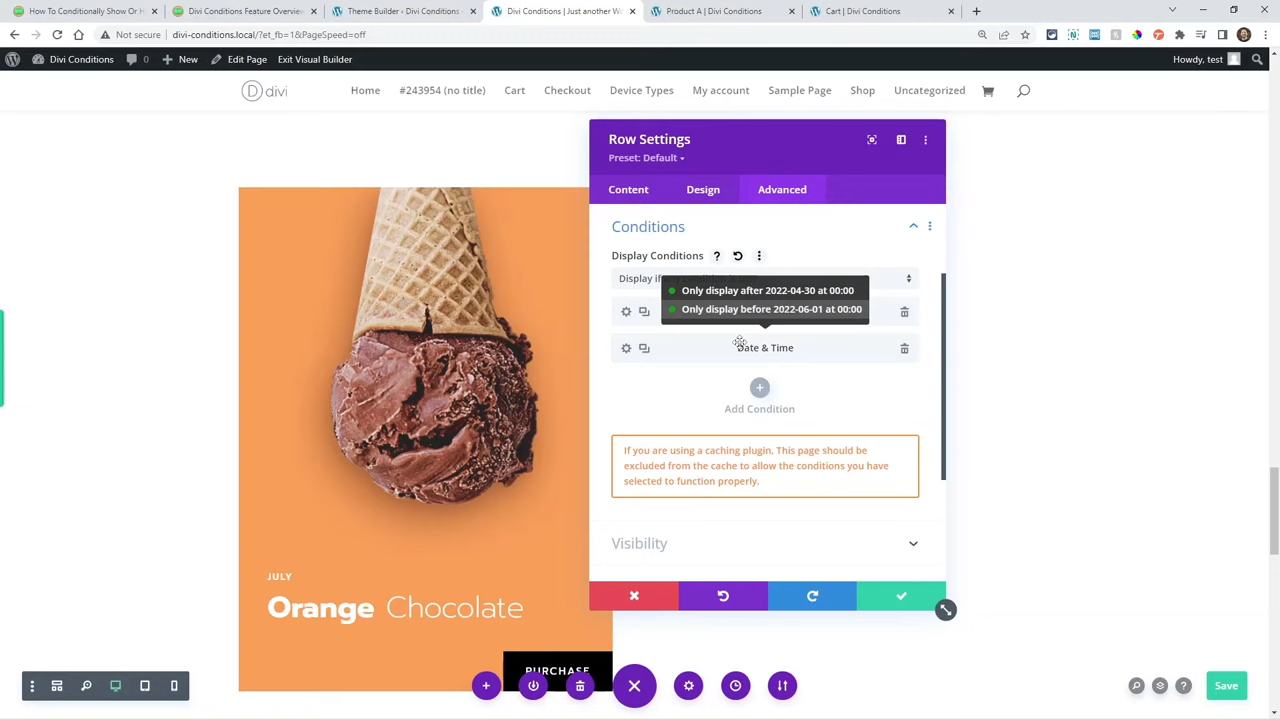 How To Conditionally Show Or H
Divi Conditions Feature Overvie
Theme Builder ‹ Divi Conditions
Divi Conditions | Just another W
Product A | Divi Conditions
Cart | Divi Conditions
Not secure
divi-conditions.local/?et_fb=1&PageSpeed=off
Divi Conditions
0
New
Edit Page
Exit Visual Builder
Howdy, test
divi
Home
#243954 (no title)
Cart
Checkout
Device Types
My account
Sample Page
Shop
Uncategorized
Row Settings
Preset: Default
Content
Design
Advanced
Conditions
Display Conditions
Display if
Only display after 2022-04-30 at 00:00
Only display before 2022-06-01 at 00:00
Date & Time
Add Condition
If you are using a caching plugin, This page should be
excluded from the cache to allow the conditions you have
selected to function properly.
Visibility
JULY
Orange Chocolate
PURCHASE
Save